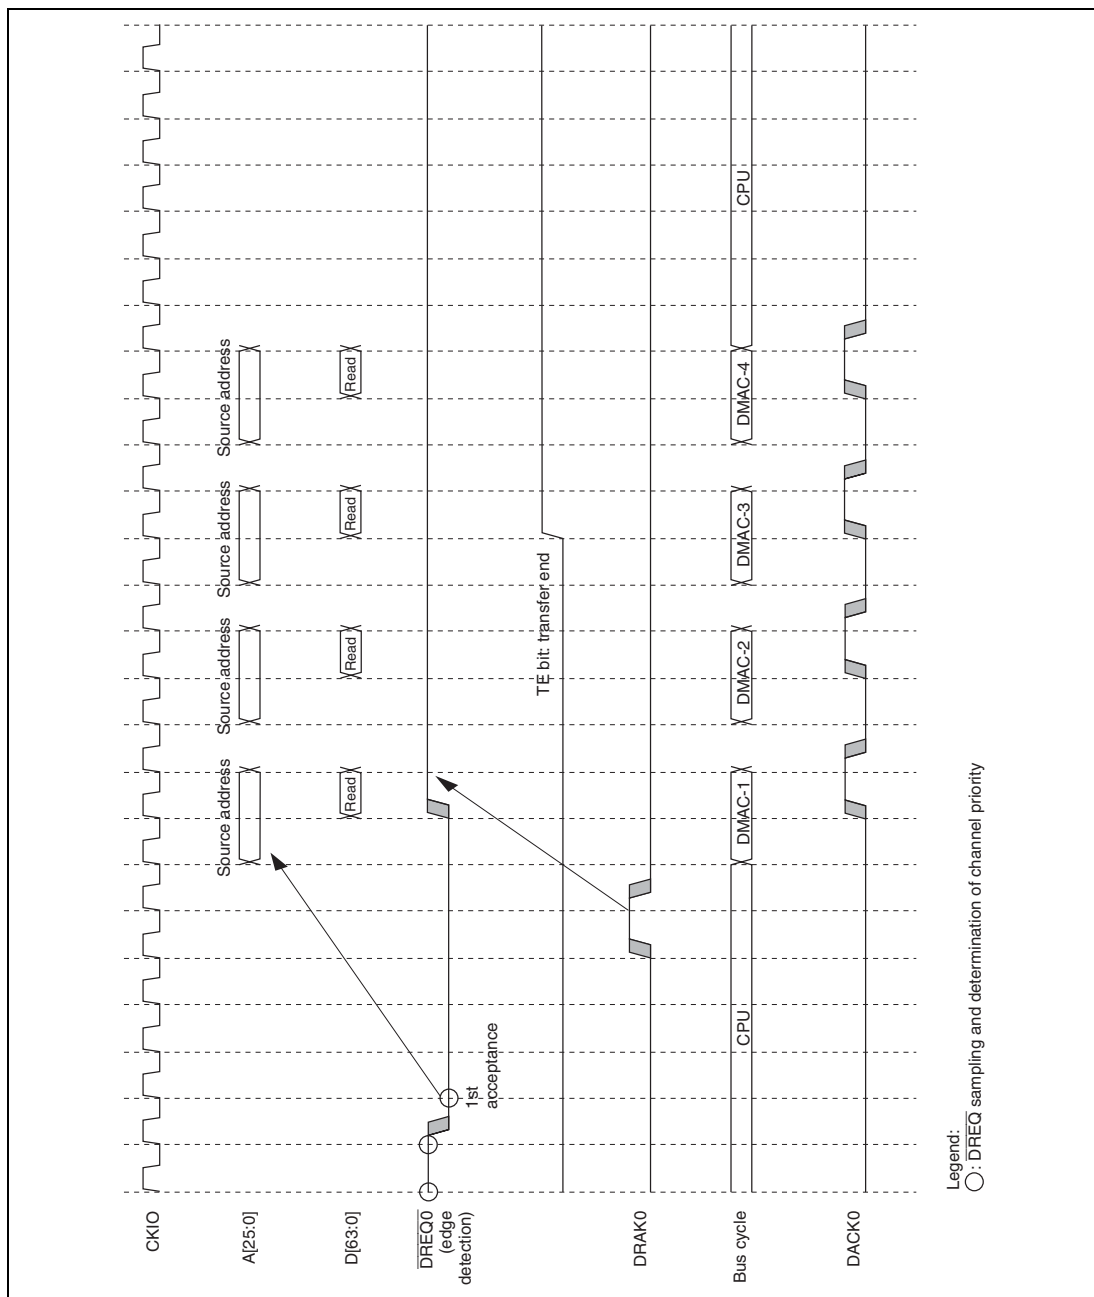 CKIO
A[25:0]
Source address
Source address
Source address
Source address
D[63:0]
Read
Read
Read
Read
DREQ0
(edge
detection)
1st
acceptance
TE bit: transfer end
DRAK0
Bus cycle
CPU
DMAC-1
DMAC-2
DMAC-3
DMAC-4
CPU
DACK0
Legend:
: DREQ sampling and determination of channel priority